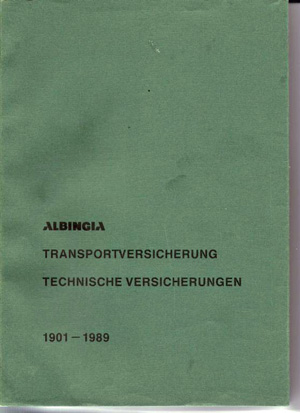 ALBINGIA
TRANSPORTVERSICHERUNG
TECHNISCHE VERSICHERUNGEN
1901 – 1989